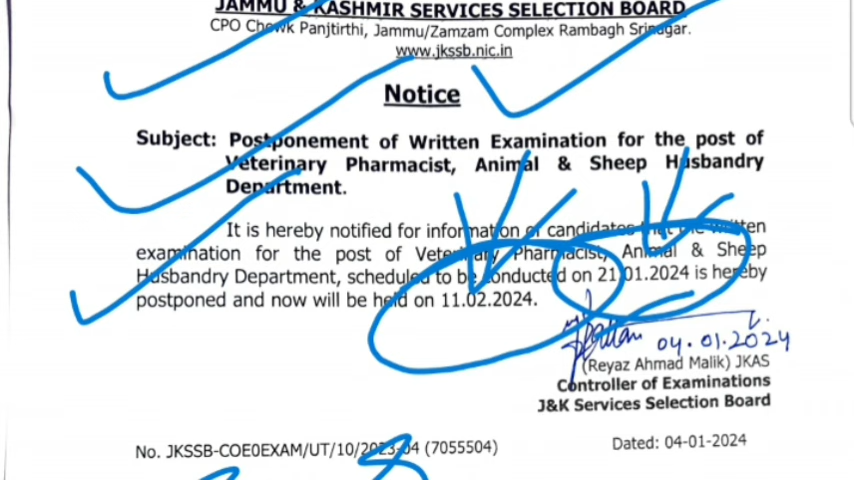 JAMMU & KASHMIR SERVICES SELECTION BOARD
CPO Chowk Panjtirthi, Jammu/Zamzam Complex Rambagh Srinagar.
www.jkssb.nic.in
Notice
Subject: Postponement of Written Examination for the post of
Veterinary Pharmacist, Animal & Sheep Husbandry
Department.
It is hereby notified for information of candidates that the written
examination for the post of Veterinary Pharmacist, Animal & Sheep
Husbandry Department, scheduled to be conducted on 21.01.2024 is hereby
postponed and now will be held on 11.02.2024.
04.01.2024
(Reyaz Ahmad Malik) JKAS
Controller of Examinations
J&K Services Selection Board
No. JKSSB-COE0EXAM/UT/10/2023-04 (7055504)
Dated: 04-01-2024